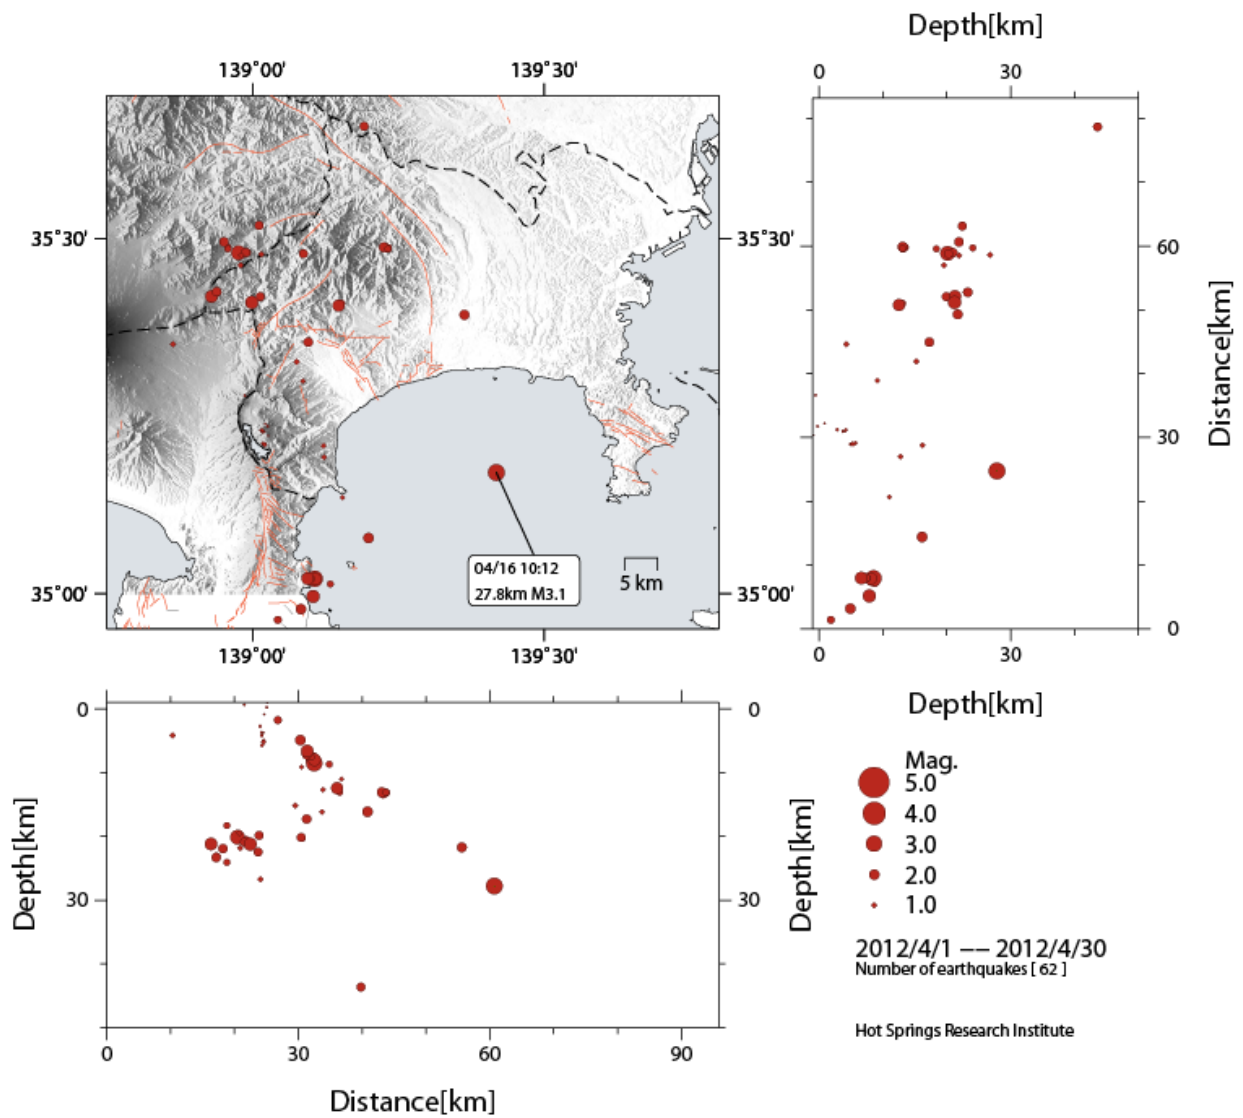 Depth[km]
139°00'
139°30'
0
30
35°30'
35°30'
60
Distance[km]
30
04/16 10:12
27.8km M3.1
5 km
35°00'
35°00'
0
139°00'
139°30'
0
30
Depth[km]
0
0
Mag.
5.0
4.0
3.0
2.0
1.0
Depth[km]
30
30
Depth[km]
2012/4/1 −− 2012/4/30
Number of earthquakes [ 62 ]
Hot Springs Research Institute
0
30
60
90
Distance[km]